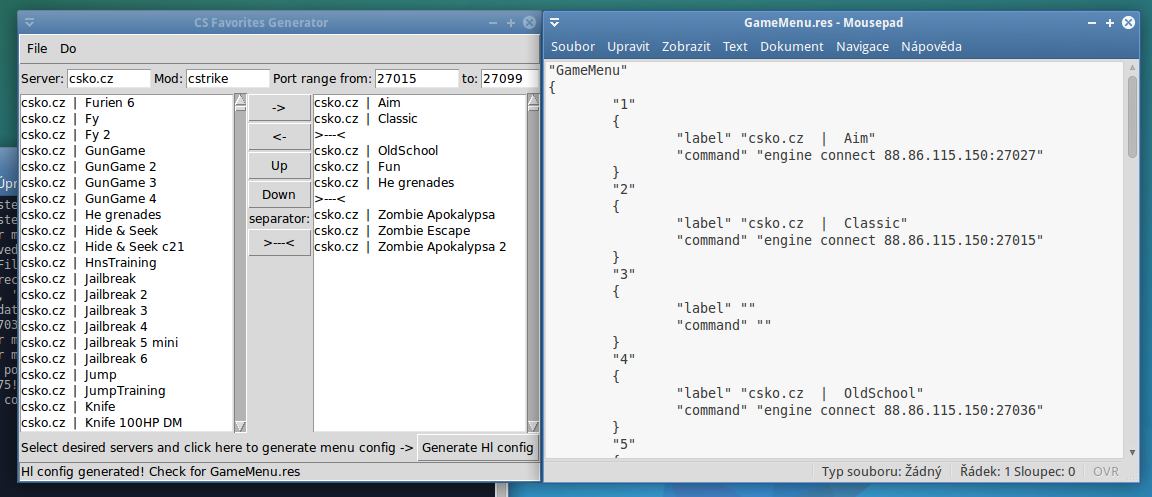 CS Favorites Generator
File Do
Server: csko.cz Mod: cstrike Port range from: 27015 to: 27099
csko.cz | Furien 6
csko.cz | Fy
csko.cz | Fy 2
csko.cz | GunGame
csko.cz | GunGame 2
csko.cz | GunGame 3
csko.cz | GunGame 4
csko.cz | He grenades
csko.cz | Hide & Seek
csko.cz | Hide & Seek c21
csko.cz | HnsTraining
csko.cz | Jailbreak
csko.cz | Jailbreak 2
csko.cz | Jailbreak 3
csko.cz | Jailbreak 4
csko.cz | Jailbreak 5 mini
csko.cz | Jailbreak 6
csko.cz | Jump
csko.cz | JumpTraining
csko.cz | Knife
csko.cz | Knife 100HP DM
->
<-
Up
Down
separator:
>---<
csko.cz | Aim
csko.cz | Classic
>---<
csko.cz | OldSchool
csko.cz | Fun
csko.cz | He grenades
>---<
csko.cz | Zombie Apokalypsa
csko.cz | Zombie Escape
csko.cz | Zombie Apokalypsa 2
Select desired servers and click here to generate menu config -> Generate Hl config
Hl config generated! Check for GameMenu.res
GameMenu.res - Mousepad
Soubor Upravit Zobrazit Text Dokument Navigace Nápověda
"GameMenu"
{
"1"
{
"label" "csko.cz | Aim"
"command" "engine connect 88.86.115.150:27027"
}
"2"
{
"label" "csko.cz | Classic"
"command" "engine connect 88.86.115.150:27015"
}
"3"
{
"label" ""
"command" ""
}
"4"
{
"label" "csko.cz | OldSchool"
"command" "engine connect 88.86.115.150:27036"
}
"5"
{
Typ souboru: Žádný Řádek: 1 Sloupec: 0 OVR